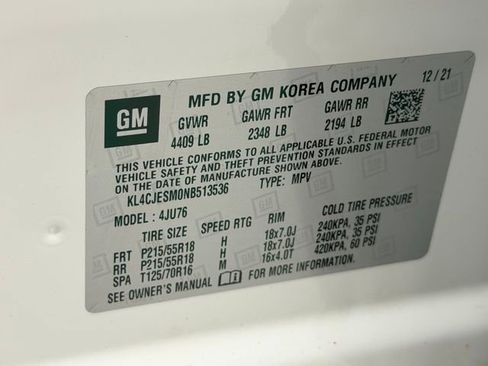 GM
MFD BY GM KOREA COMPANY 12/21
GVWR GAWR FRT GAWR RR
4409 LB 2348 LB 2194 LB
THIS VEHICLE CONFORMS TO ALL APPLICABLE U.S. FEDERAL MOTOR
VEHICLE SAFETY AND THEFT PREVENTION STANDARDS IN EFFECT
ON THE DATE OF MANUFACTURE SHOWN ABOVE.
KL4CJESM0NB513536 TYPE: MPV
MODEL : 4JU76
TIRE SIZE SPEED RTG RIM COLD TIRE PRESSURE
FRT P215/55R18 H 18x7.0J 240KPA, 35 PSI
RR P215/55R18 H 18x7.0J 240KPA, 35 PSI
SPA T125/70R16 M 16x4.0T 420KPA, 60 PSI
SEE OWNER'S MANUAL FOR MORE INFORMATION.